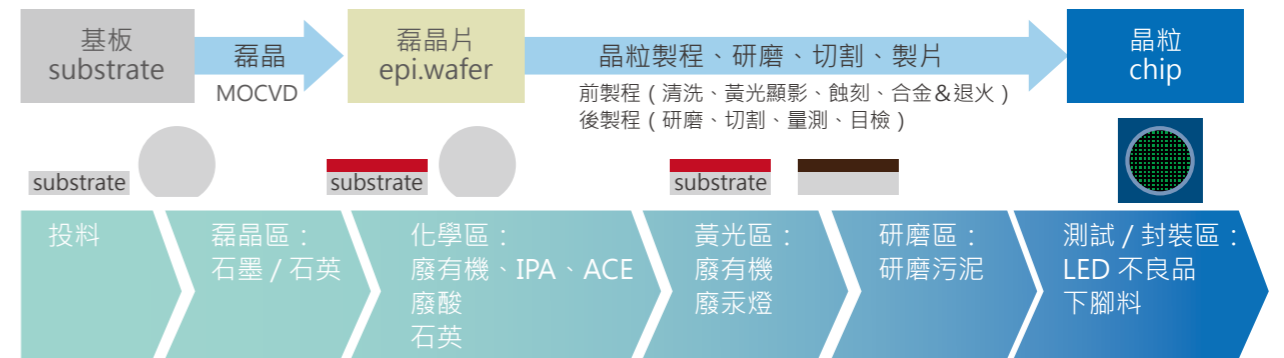 基板
substrate
磊晶
MOCVD
磊晶片
epi.wafer
晶粒製程、研磨、切割、製片
前製程(清洗、黃光顯影、蝕刻、合金&退火)
後製程(研磨、切割、量測、目檢)
晶粒
chip
substrate
substrate
substrate
投料
磊晶區:
石墨/石英
化學區:
廢有機、IPA、ACE
廢酸
石英
黃光區:
廢有機
廢汞燈
研磨區:
研磨污泥
測試/封裝區:
LED 不良品
下腳料